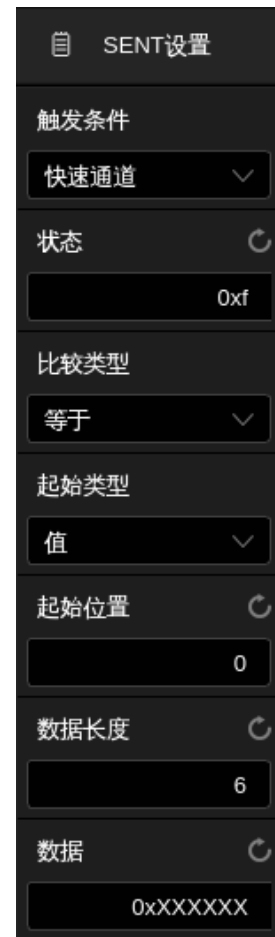 SENT设置
触发条件
快速通道
状态
0xf
比较类型
等于
起始类型
值
起始位置
0
数据长度
6
数据
0xXXXXXX